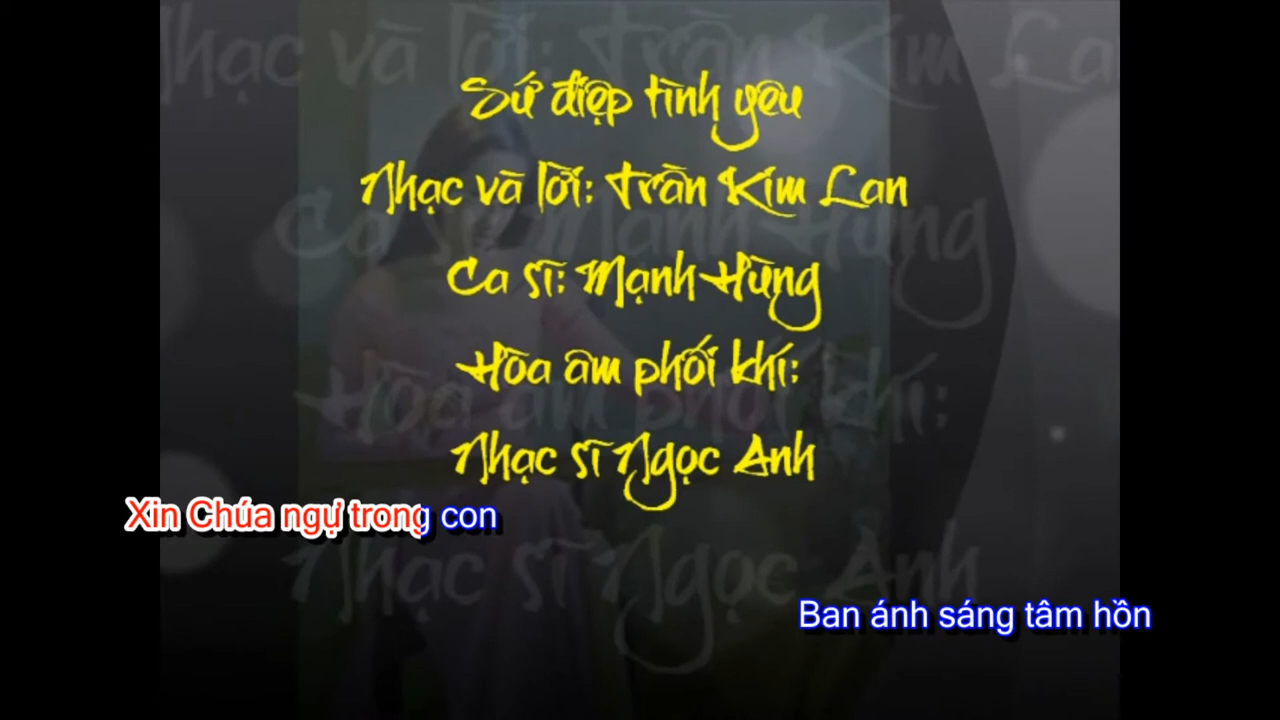 Sứ điệp tình yêu
Nhạc và lời: Trần Kim Lan
Ca sĩ: Mạnh Hùng
Hòa âm phối khí:
Nhạc sĩ Ngọc Anh
Xin Chúa ngự trong con
Ban ánh sáng tâm hồn